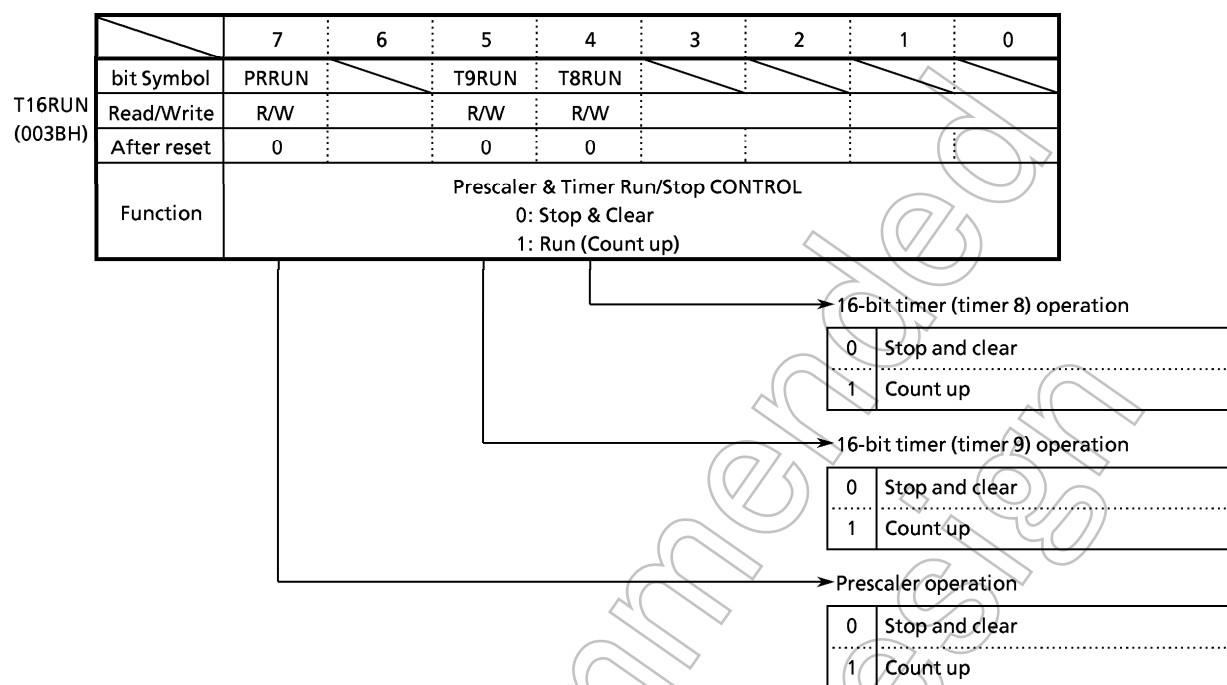 7 6 5 4 3 2 1 0
bit Symbol PRRUN T9RUN T8RUN
T16RUN
(003BH)
Read/Write R/W R/W R/W
After reset 0 0 0
Function
Prescaler & Timer Run/Stop CONTROL
0: Stop & Clear
1: Run (Count up)
16-bit timer (timer 8) operation
0 Stop and clear
1 Count up
16-bit timer (timer 9) operation
0 Stop and clear
1 Count up
Prescaler operation
0 Stop and clear
1 Count up